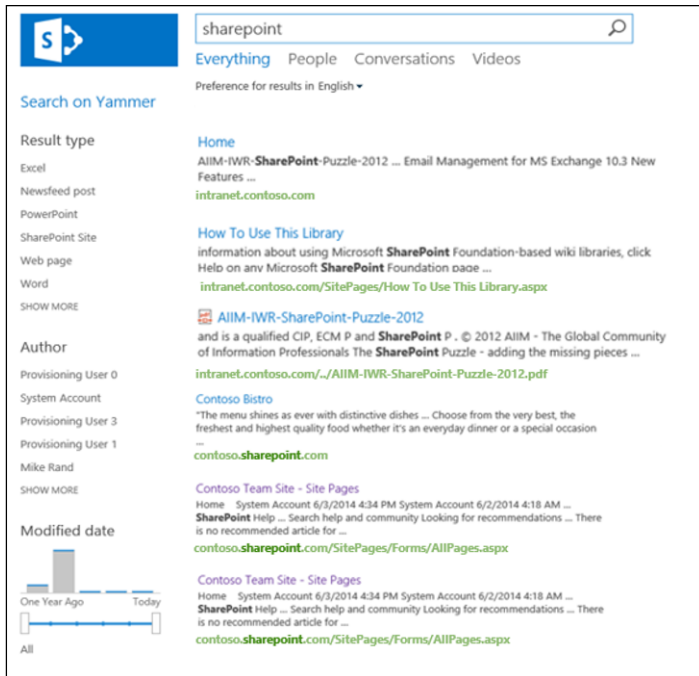 S
sharepoint
Everything People Conversations Videos
Preference for results in English
Search on Yammer
Result type
Excel
Newsfeed post
PowerPoint
SharePoint Site
Web page
Word
SHOW MORE
Author
Provisioning User 0
System Account
Provisioning User 3
Provisioning User 1
Mike Rand
SHOW MORE
Modified date
One Year Ago Today
All
Home
AIIM-IWR-SharePoint-Puzzle-2012 ... Email Management for MS Exchange 10.3 New
Features ...
intranet.contoso.com
How To Use This Library
information about using Microsoft SharePoint Foundation-based wiki libraries, click
Help on any Microsoft SharePoint Foundation page ...
intranet.contoso.com/SitePages/How To Use This Library.aspx
AIIM-IWR-SharePoint-Puzzle-2012
and is a qualified CIP, ECM P and SharePoint P . © 2012 AIIM - The Global Community
of Information Professionals The SharePoint Puzzle - adding the missing pieces ...
intranet.contoso.com/../AIIM-IWR-SharePoint-Puzzle-2012.pdf
Contoso Bistro
"The menu shines as ever with distinctive dishes ... Choose from the very best, the
freshest and highest quality food whether it's an everyday dinner or a special occasion
...
contoso.sharepoint.com
Contoso Team Site - Site Pages
Home System Account 6/3/2014 4:34 PM System Account 6/2/2014 4:18 AM ...
SharePoint Help ... Search help and community Looking for recommendations ... There
is no recommended article for ...
contoso.sharepoint.com/SitePages/Forms/AllPages.aspx
Contoso Team Site - Site Pages
Home System Account 6/3/2014 4:34 PM System Account 6/2/2014 4:18 AM ...
SharePoint Help ... Search help and community Looking for recommendations ... There
is no recommended article for ...
contoso.sharepoint.com/SitePages/Forms/AllPages.aspx